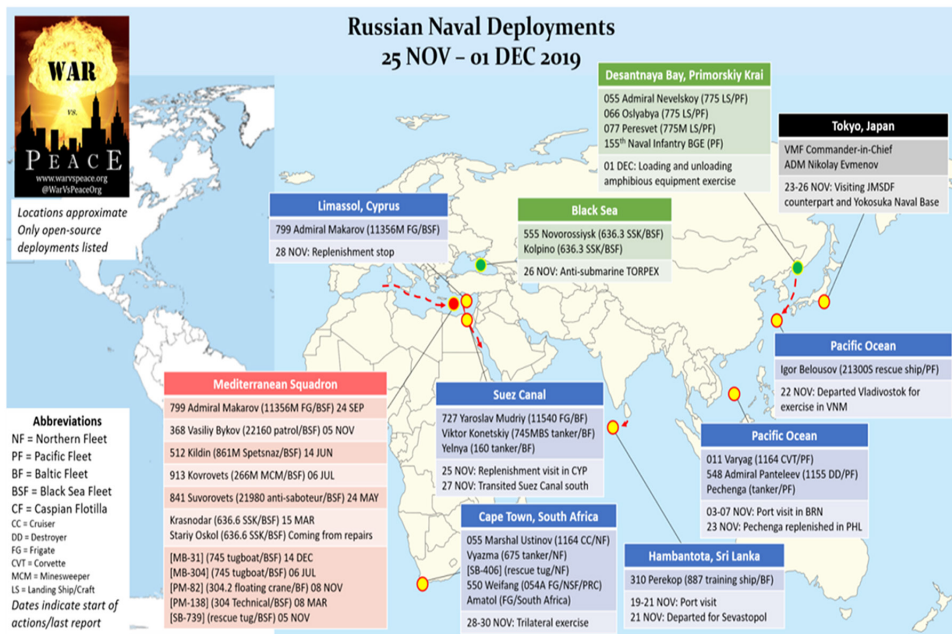 Russian Naval Deployments
25 NOV – 01 DEC 2019
WAR
vs.
PEACE
www.warvspeace.org
@WarVsPeaceOrg
Locations approximate
Only open-source
deployments listed
Limassol, Cyprus
799 Admiral Makarov (11356M FG/BSF)
28 NOV: Replenishment stop
Black Sea
555 Novorossiysk (636.3 SSK/BSF)
Kolpino (636.3 SSK/BSF)
26 NOV: Anti-submarine TORPEX
Desantnaya Bay, Primorskiy Krai
055 Admiral Nevelskoy (775 LS/PF)
066 Oslyabya (775 LS/PF)
077 Peresvet (775M LS/PF)
155th Naval Infantry BGE (PF)
01 DEC: Loading and unloading
amphibious equipment exercise
Tokyo, Japan
VMF Commander-in-Chief
ADM Nikolay Evmenov
23-26 NOV: Visiting JMSDF
counterpart and Yokosuka Naval Base
Pacific Ocean
Igor Belousov (21300S rescue ship/PF)
22 NOV: Departed Vladivostok for
exercise in VNM
Mediterranean Squadron
799 Admiral Makarov (11356M FG/BSF) 24 SEP
368 Vasiliy Bykov (22160 patrol/BSF) 05 NOV
512 Kildin (861M Spetsnaz/BSF) 14 JUN
913 Kovrovets (266M MCM/BSF) 06 JUL
841 Suvorovets (21980 anti-saboteur/BSF) 24 MAY
Krasnodar (636.6 SSK/BSF) 15 MAR
Stariy Oskol (636.6 SSK/BSF) Coming from repairs
[MB-31] (745 tugboat/BSF) 14 DEC
[MB-304] (745 tugboat/BSF) 06 JUL
[PM-82] (304.2 floating crane/BF) 08 NOV
[PM-138] (304 Technical/BSF) 08 MAR
[SB-739] (rescue tug/BSF) 05 NOV
Suez Canal
727 Yaroslav Mudriy (11540 FG/BF)
Viktor Konetskiy (745MBS tanker/BF)
Yelnya (160 tanker/BF)
25 NOV: Replenishment visit in CYP
27 NOV: Transited Suez Canal south
Pacific Ocean
011 Varyag (1164 CVT/PF)
548 Admiral Panteleev (1155 DD/PF)
Pechenga (tanker/PF)
03-07 NOV: Port visit in BRN
23 NOV: Pechenga replenished in PHL
Cape Town, South Africa
055 Marshal Ustinov (1164 CC/NF)
Vyazma (675 tanker/NF)
[SB-406] (rescue tug/NF)
550 Weifang (054A FG/NSF/PRC)
Amatol (FG/South Africa)
28-30 NOV: Trilateral exercise
Hambantota, Sri Lanka
310 Perekop (887 training ship/BF)
19-21 NOV: Port visit
21 NOV: Departed for Sevastopol
Abbreviations
NF = Northern Fleet
PF = Pacific Fleet
BF = Baltic Fleet
BSF = Black Sea Fleet
CF = Caspian Flotilla
CC = Cruiser
DD = Destroyer
FG = Frigate
CVT = Corvette
MCM = Minesweeper
LS = Landing Ship/Craft
Dates indicate start of
actions/last report